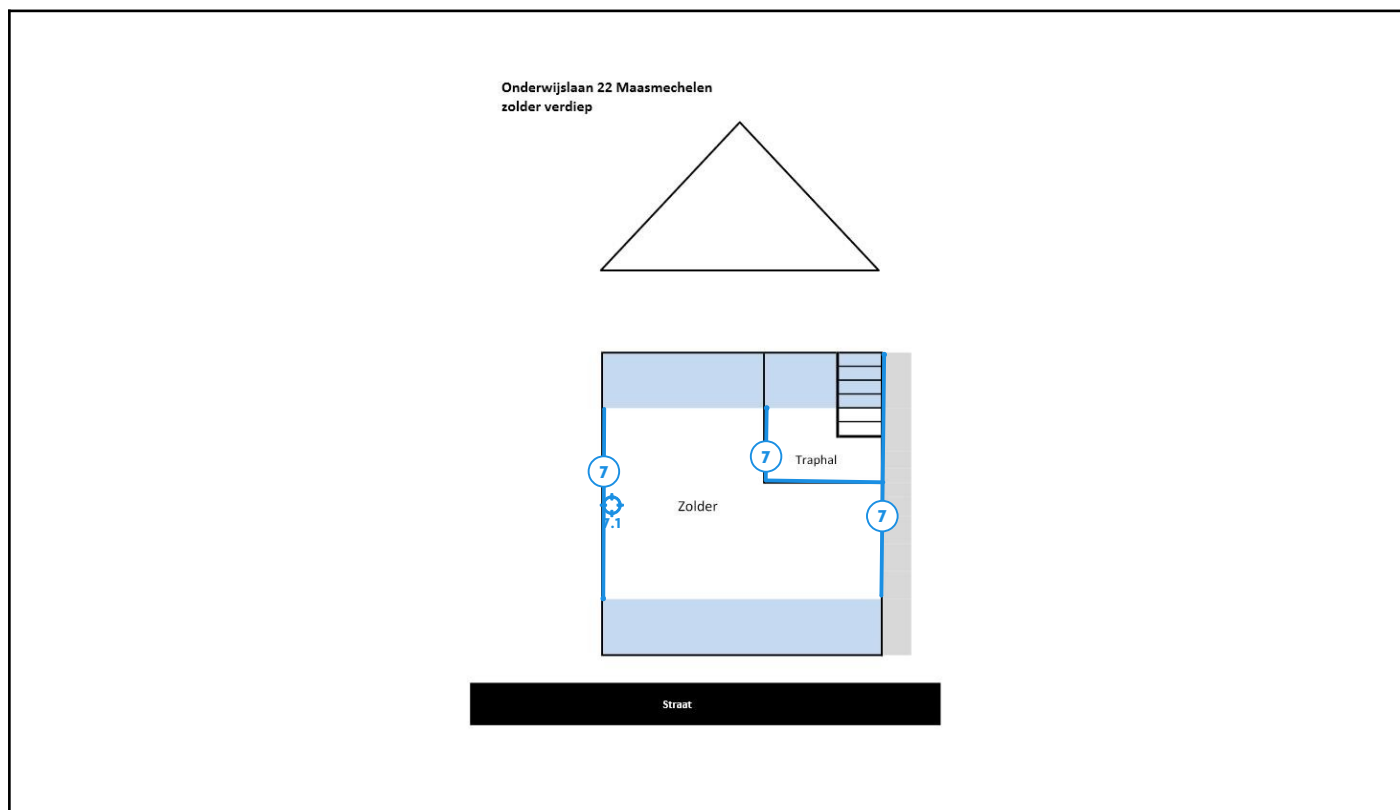 Onderwijslaan 22 Maasmechelen
zolder verdiep
7
Traphal
7
Zolder
7.1
7
Straat